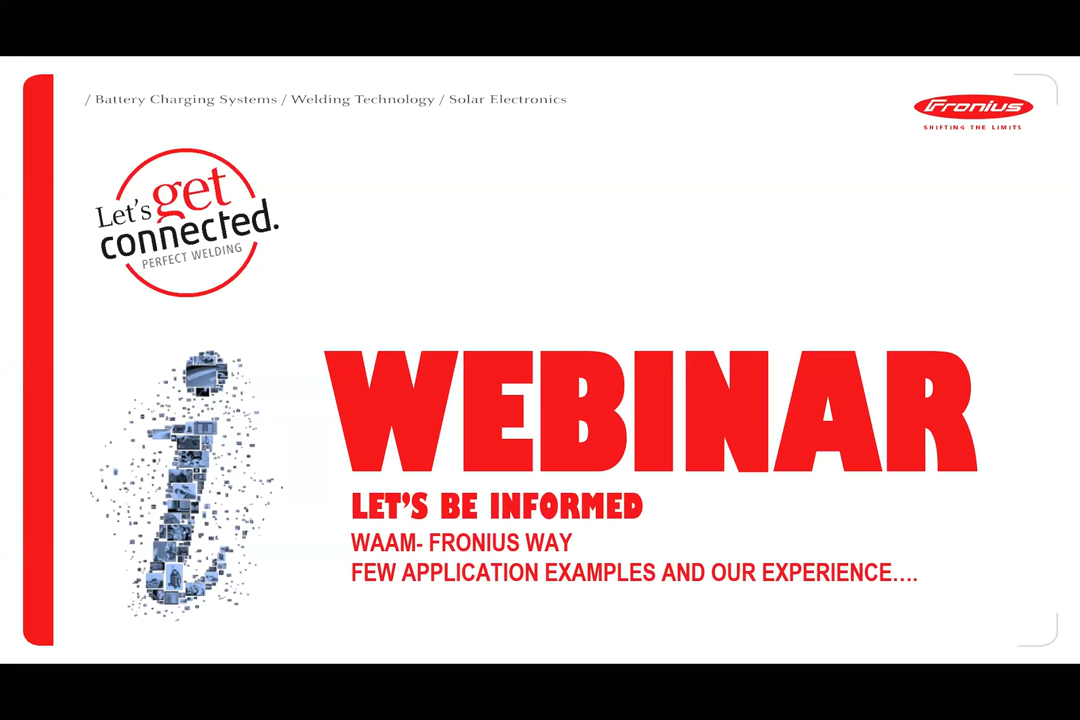 / Battery Charging Systems / Welding Technology / Solar Electronics
Fronius
SHIFTING THE LIMITS
Let's get
connected.
PERFECT WELDING
WEBINAR
LET'S BE INFORMED
WAAM- FRONIUS WAY
FEW APPLICATION EXAMPLES AND OUR EXPERIENCE....